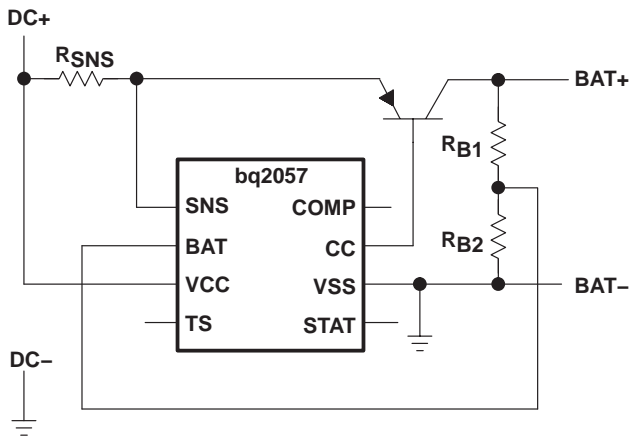 DC+
RSNS
BAT+
RB1
bq2057
SNS
COMP
BAT
CC
RB2
VCC
VSS
BAT–
TS
STAT
DC–